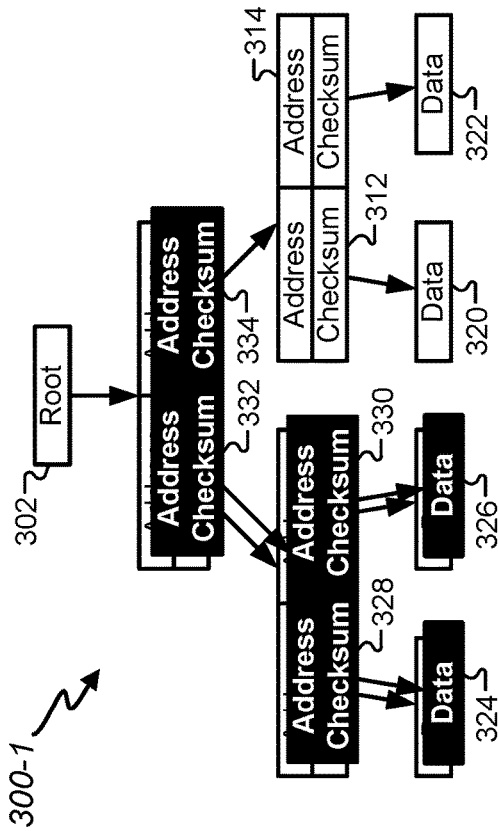 300-1
302
Root
Address Address
Checksum Checksum
332 334
314
Address Address
Checksum Checksum
312
Address Address
Checksum Checksum
328 330
Data Data Data Data
324 326 320 322